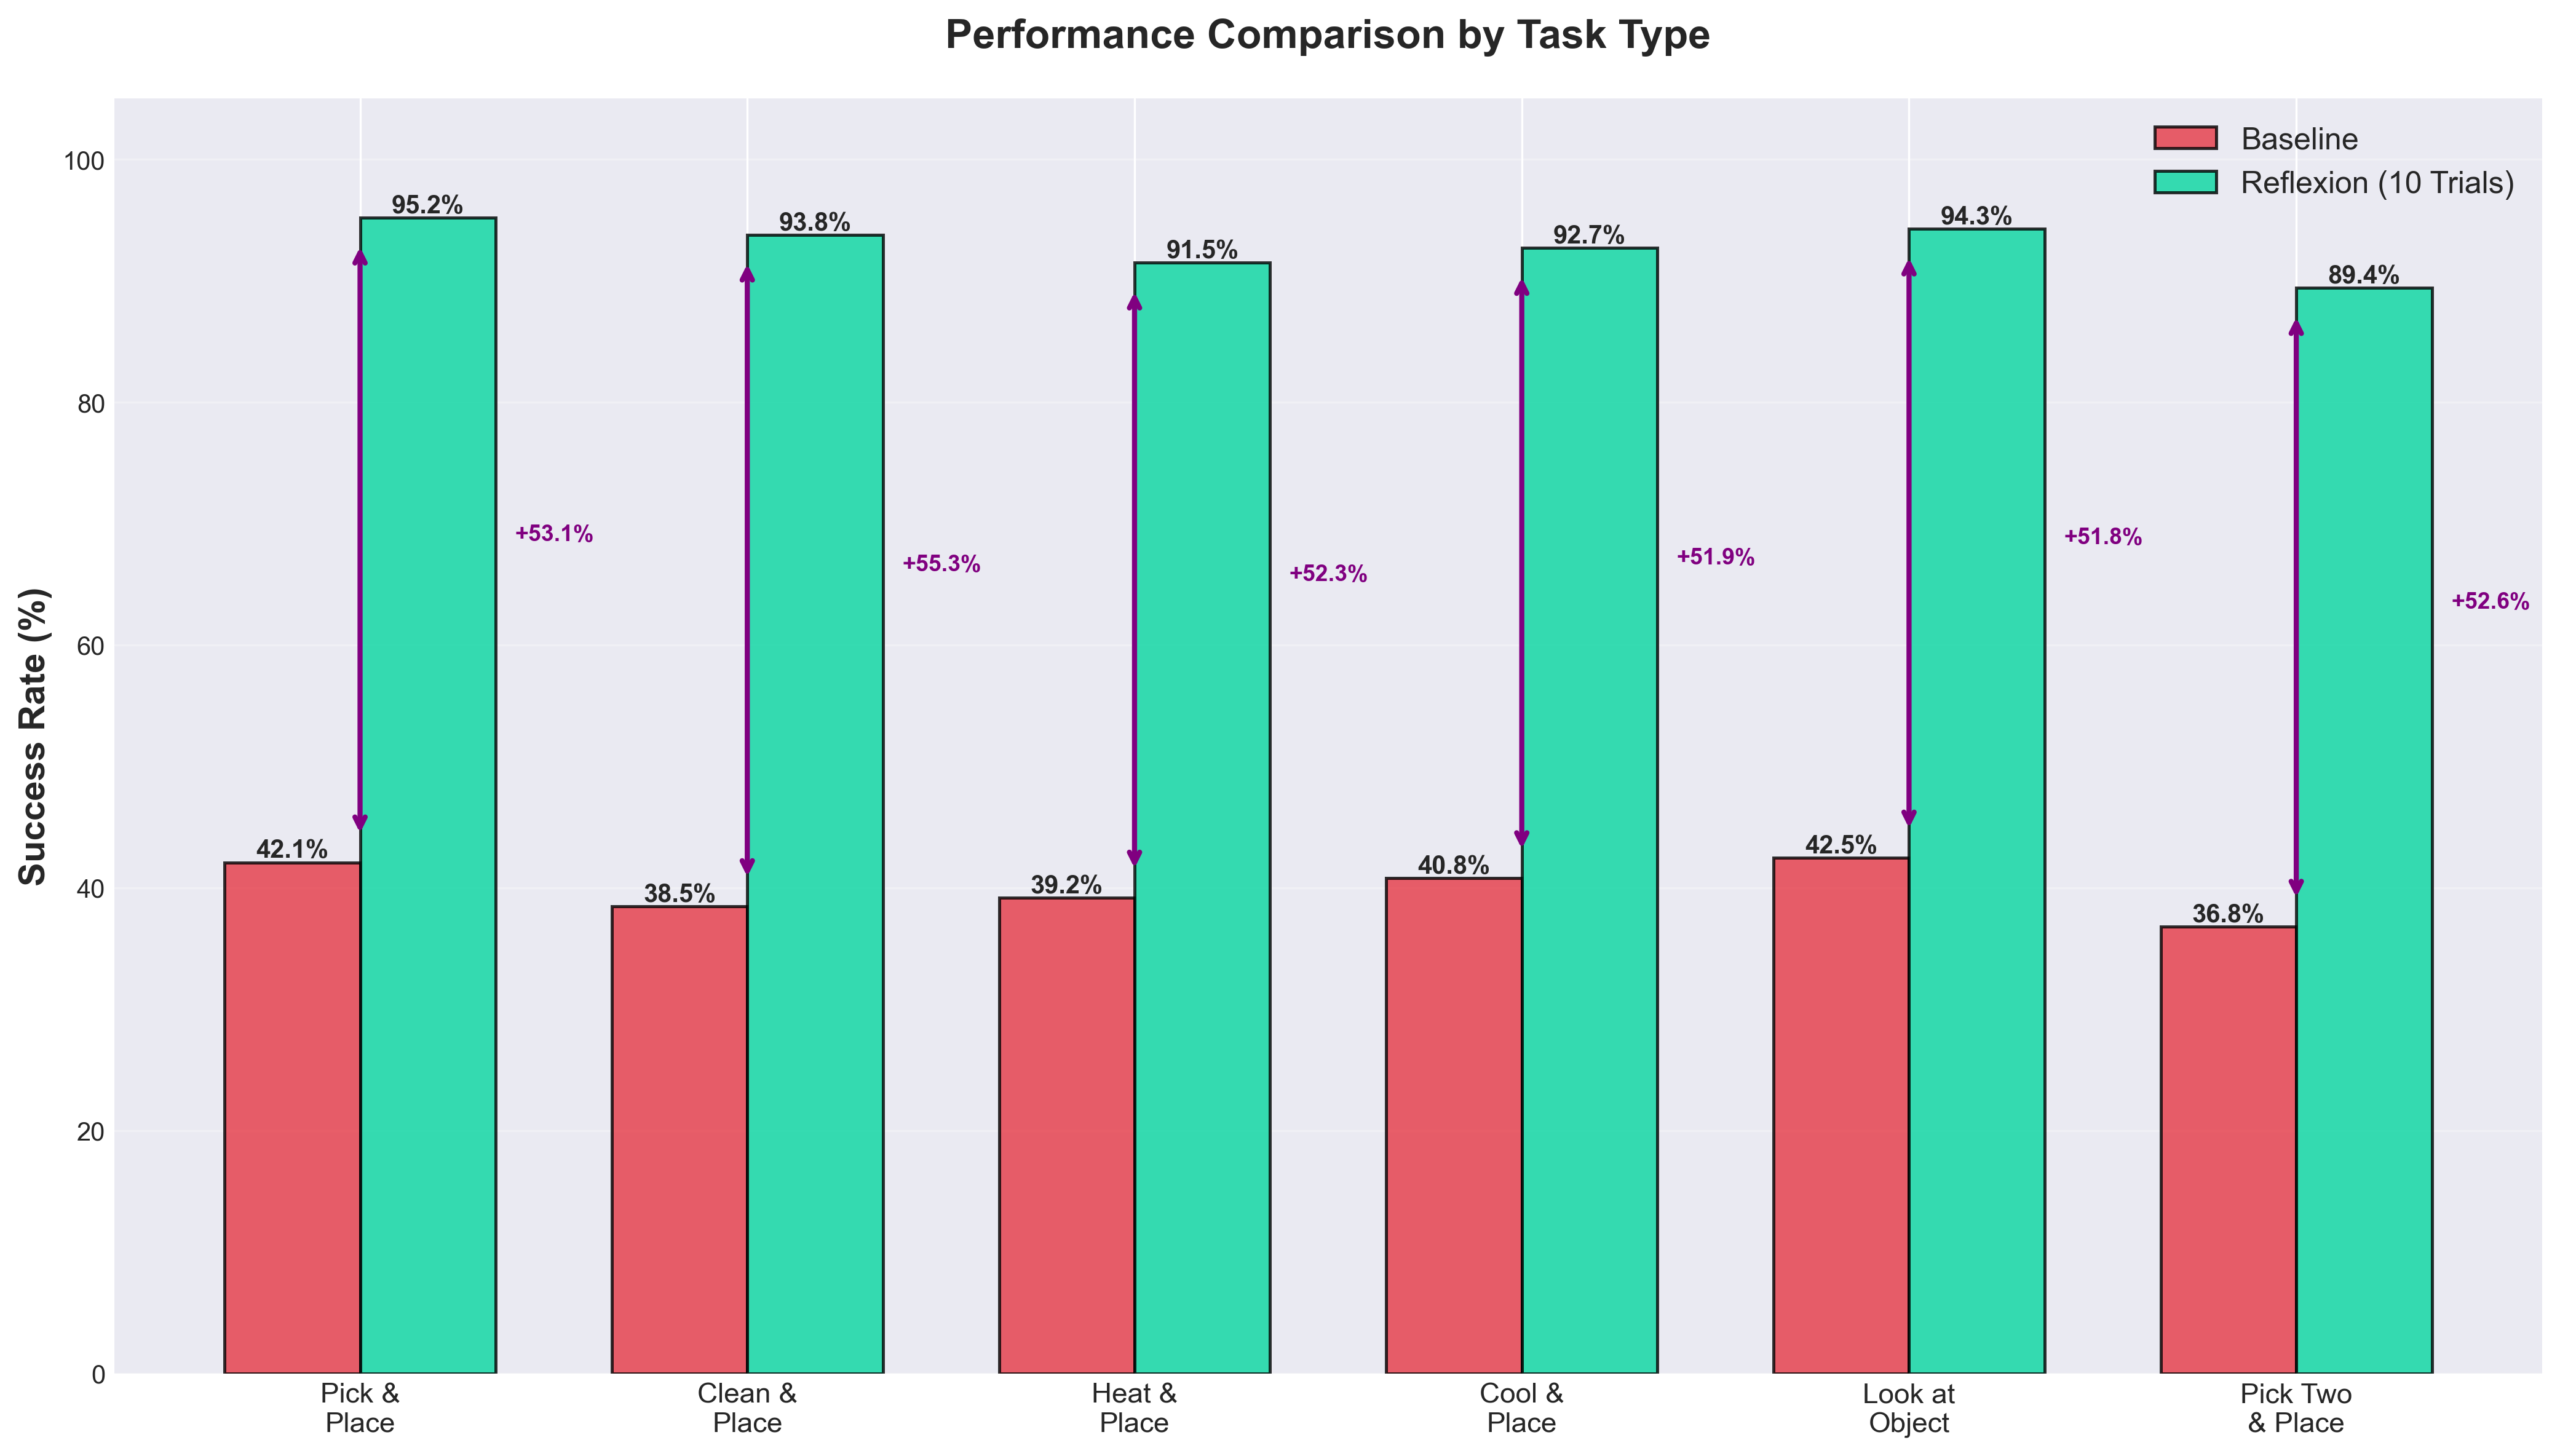 Performance Comparison by Task Type
Baseline
Reflexion (10 Trials)
Success Rate (%)
100
80
60
40
20
0
42.1%
95.2%
+53.1%
38.5%
93.8%
+55.3%
39.2%
91.5%
+52.3%
40.8%
92.7%
+51.9%
42.5%
94.3%
+51.8%
36.8%
89.4%
+52.6%
Pick &
Place
Clean &
Place
Heat &
Place
Cool &
Place
Look at
Object
Pick Two
& Place